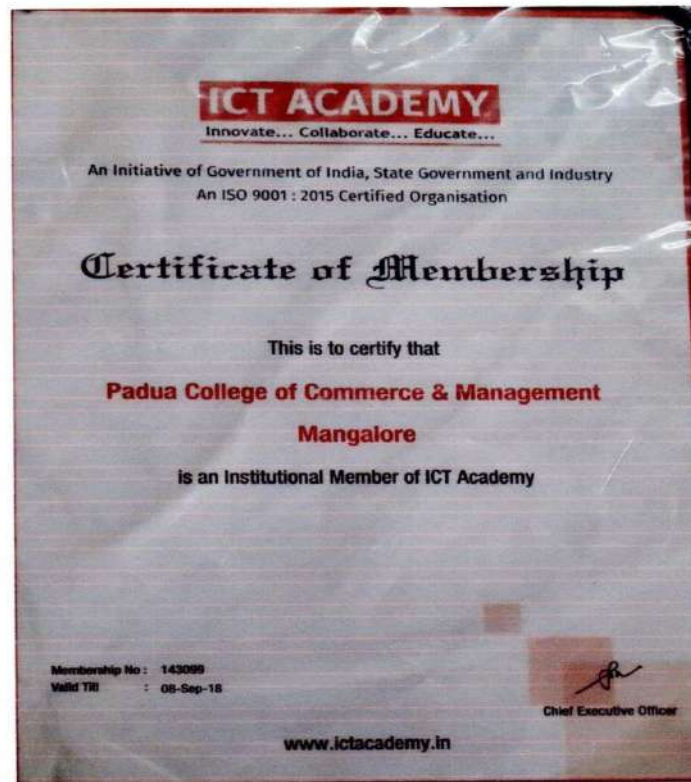 ICT ACADEMY
Innovate... Collaborate... Educate...
An Initiative of Government of India, State Government and Industry
An ISO 9001 : 2015 Certified Organisation
Certificate of Membership
This is to certify that
Padua College of Commerce & Management
Mangalore
is an Institutional Member of ICT Academy
Membership No : 143099
Valid Till : 08-Sep-18
Chief Executive Officer
www.ictacademy.in